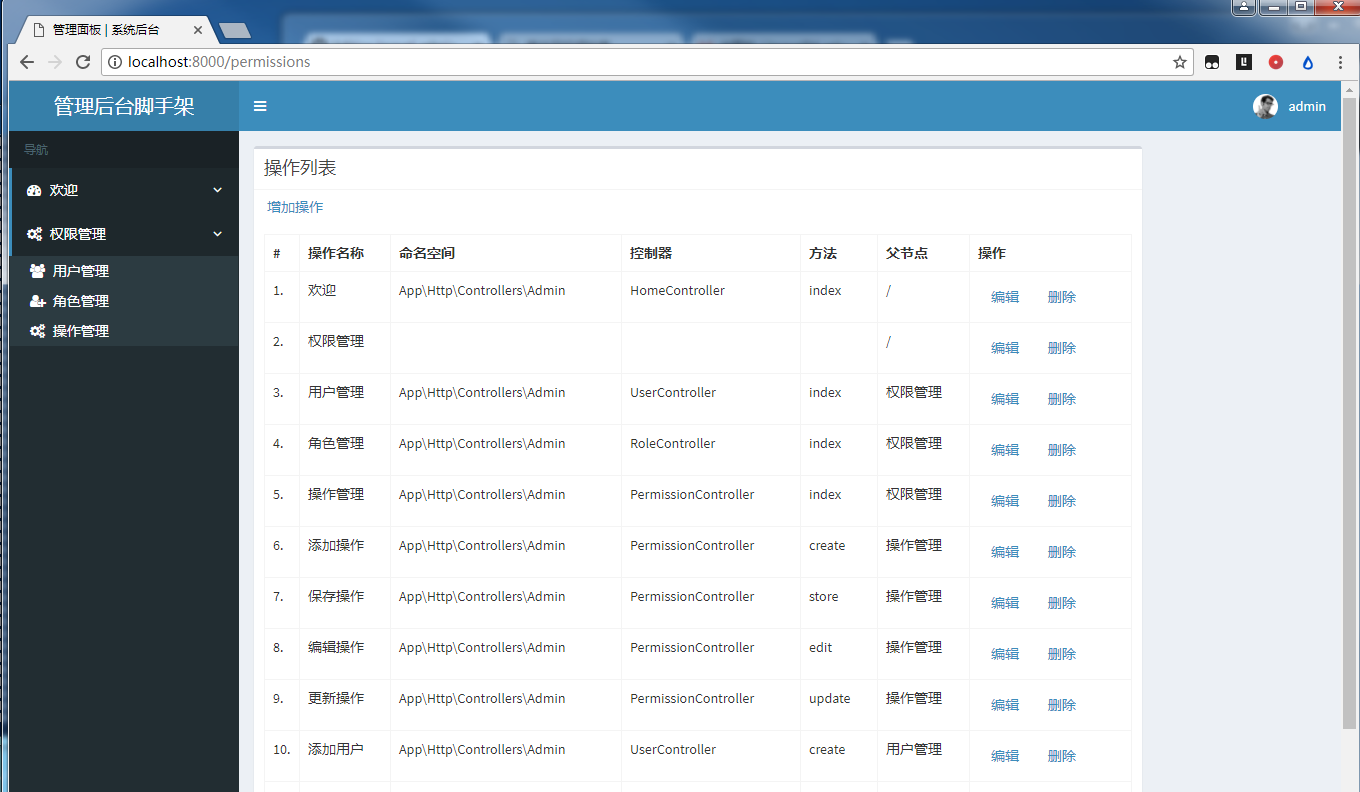 管理面板 | 系统后台
localhost:8000/permissions
管理后台脚手架
admin
导航
欢迎
权限管理
用户管理
角色管理
操作管理
操作列表
增加操作
# 操作名称 命名空间 控制器 方法 父节点 操作
1. 欢迎 App\Http\Controllers\Admin HomeController index / 编辑 删除
2. 权限管理 / 编辑 删除
3. 用户管理 App\Http\Controllers\Admin UserController index 权限管理 编辑 删除
4. 角色管理 App\Http\Controllers\Admin RoleController index 权限管理 编辑 删除
5. 操作管理 App\Http\Controllers\Admin PermissionController index 权限管理 编辑 删除
6. 添加操作 App\Http\Controllers\Admin PermissionController create 操作管理 编辑 删除
7. 保存操作 App\Http\Controllers\Admin PermissionController store 操作管理 编辑 删除
8. 编辑操作 App\Http\Controllers\Admin PermissionController edit 操作管理 编辑 删除
9. 更新操作 App\Http\Controllers\Admin PermissionController update 操作管理 编辑 删除
10. 添加用户 App\Http\Controllers\Admin UserController create 用户管理 编辑 删除